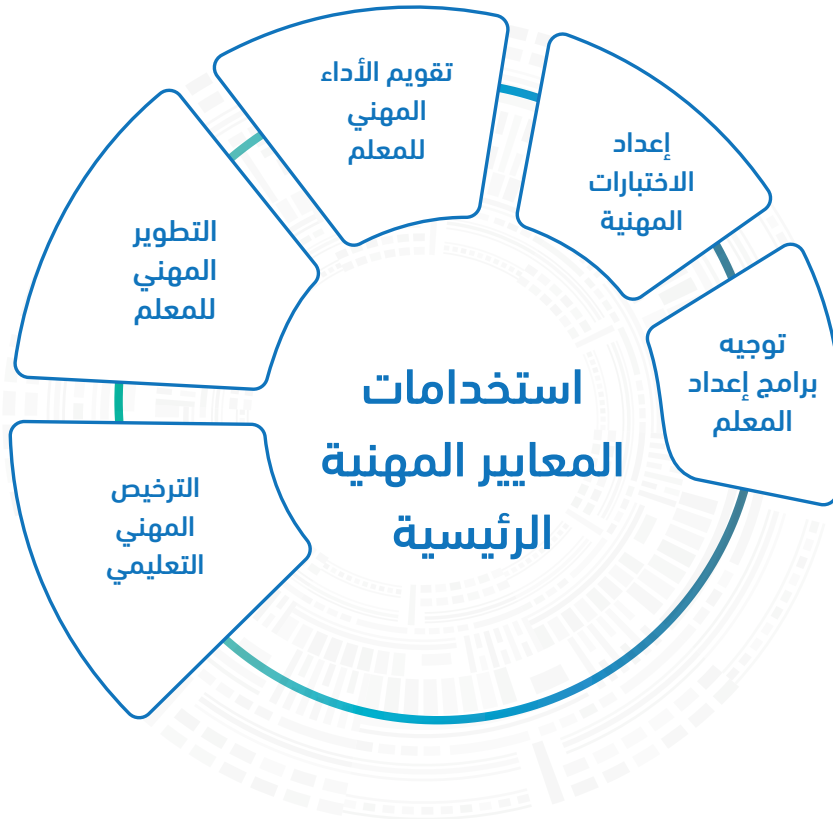 استخدامات
المعايير المهنية
الرئيسية
توجيه
برامج إعداد
المعلم
إعداد
الاختبارات
المهنية
تقويم الأداء
المهني
للمعلم
التطوير
المهني
للمعلم
الترخيص
المهني
التعليمي